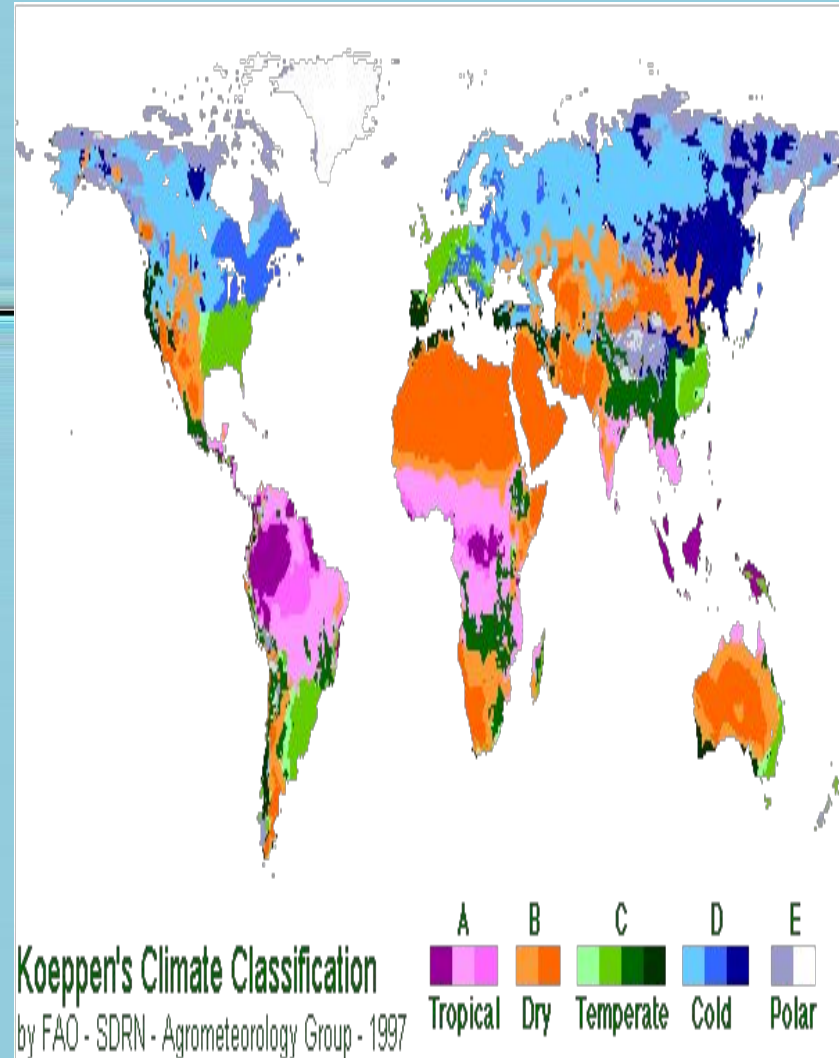 A B C D E
Koeppen's Climate Classification
Tropical Dry Temperate Cold Polar
by FAO - SDRN - Agrometeorology Group - 1997